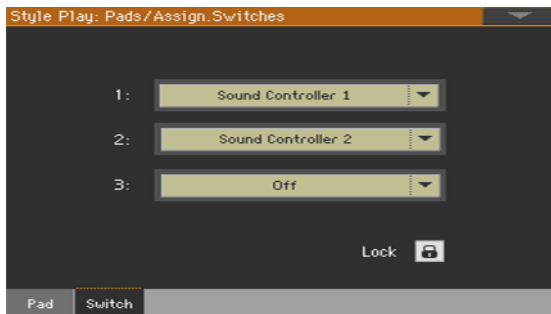 Style Play: Pads/Assign.Switches
1: Sound Controller 1
2: Sound Controller 2
3: Off
Lock
Pad Switch